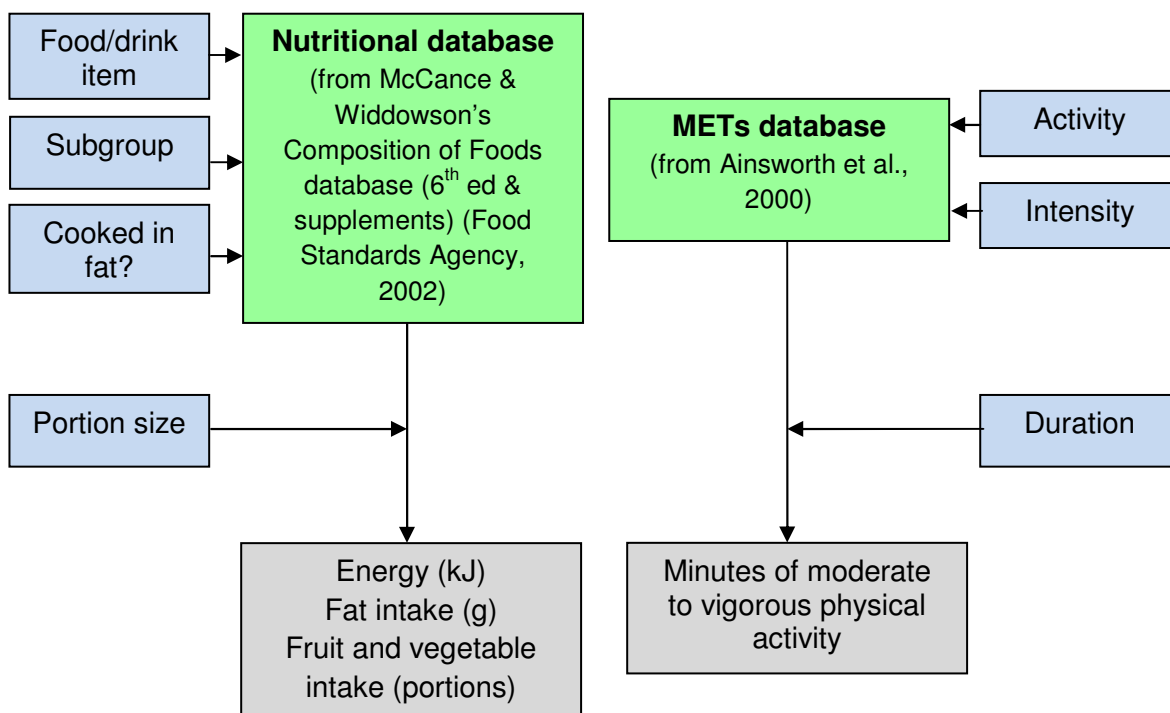 Food/drink
item
Subgroup
Cooked in
fat?
Nutritional database
(from McCance &
Widdowson's
Composition of Foods
database (6th ed &
supplements) (Food
Standards Agency,
2002)
METs database
(from Ainsworth et al.,
2000)
Activity
Intensity
Portion size
Duration
Energy (kJ)
Fat intake (g)
Fruit and vegetable
intake (portions)
Minutes of moderate
to vigorous physical
activity